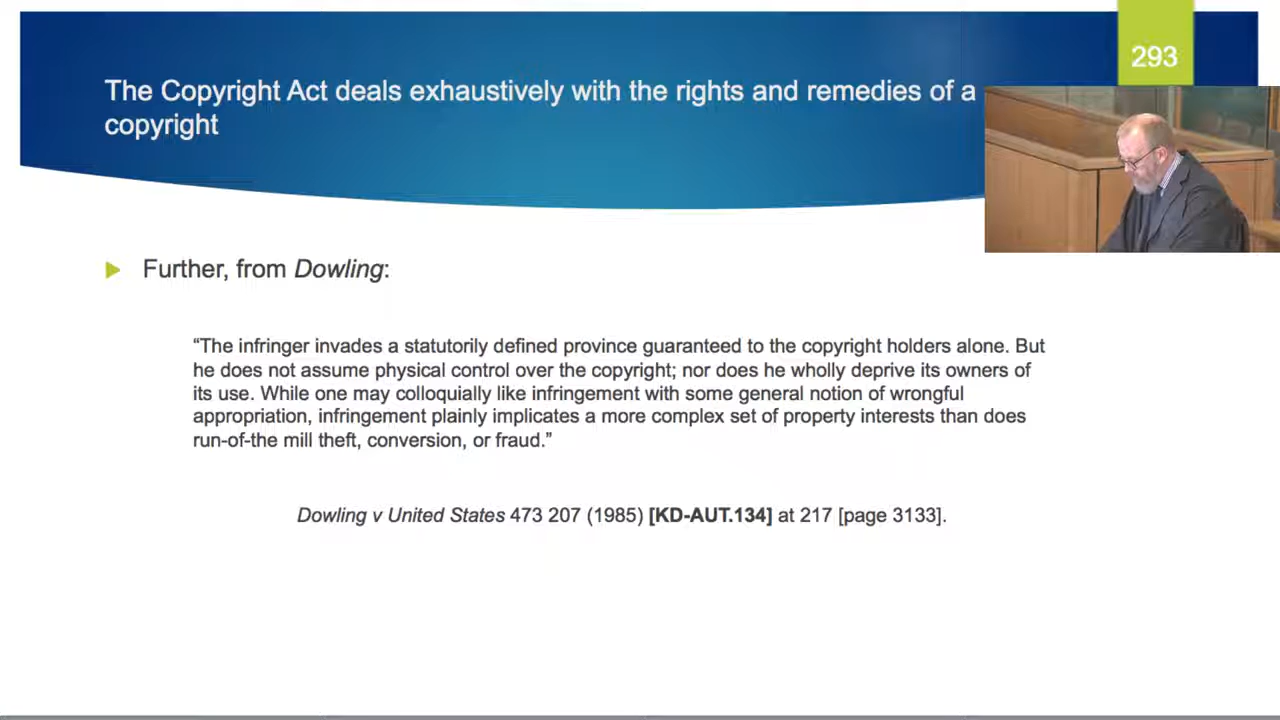 293
The Copyright Act deals exhaustively with the rights and remedies of a
copyright
Further, from Dowling:
“The infringer invades a statutorily defined province guaranteed to the copyright holders alone. But
he does not assume physical control over the copyright; nor does he wholly deprive its owners of
its use. While one may colloquially like infringement with some general notion of wrongful
appropriation, infringement plainly implicates a more complex set of property interests than does
run-of-the mill theft, conversion, or fraud.”
Dowling v United States 473 207 (1985) [KD-AUT.134] at 217 [page 3133].